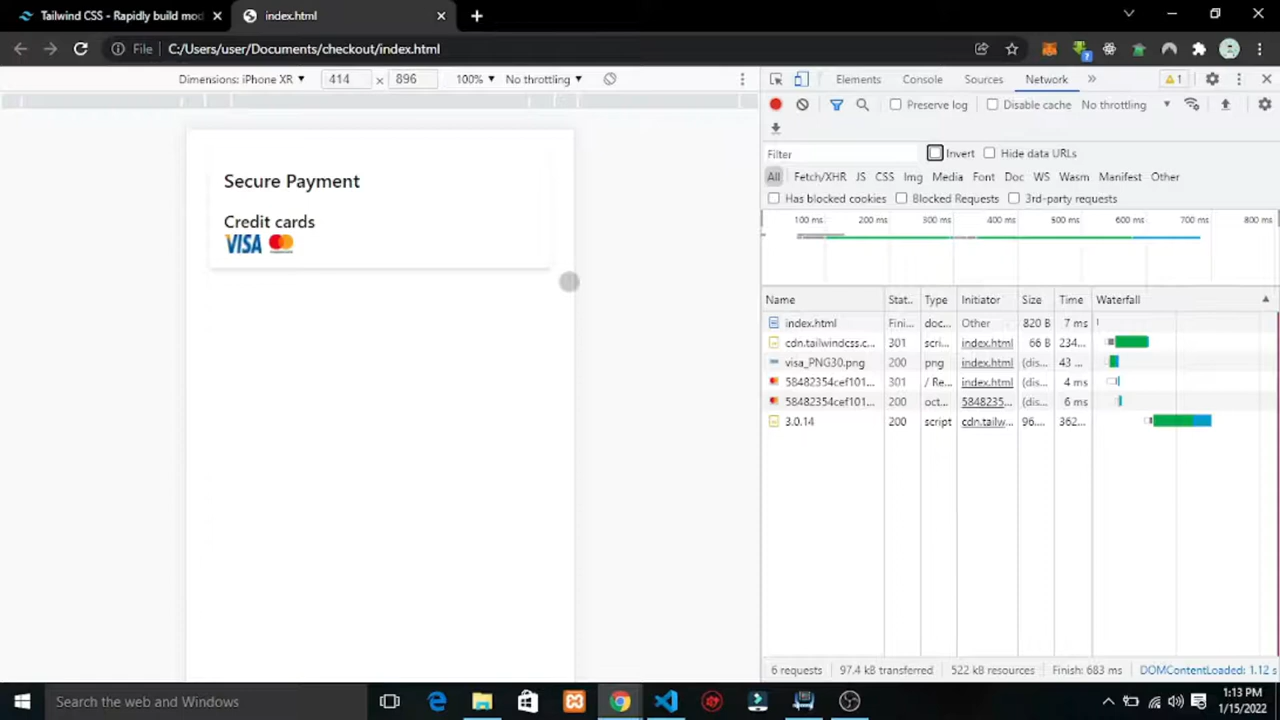 Tailwind CSS - Rapidly build mod
index.html
File
C:/Users/user/Documents/checkout/index.html
7
Dimensions: iPhone XR
414
×
896
100%
No throttling
Elements
Console
Sources
Network
1
Preserve log
Disable cache
No throttling
Filter
Invert
Hide data URLs
All Fetch/XHR JS CSS Img Media Font Doc WS Wasm Manifest Other
Has blocked cookies
Blocked Requests
3rd-party requests
100 ms 200 ms 300 ms 400 ms 500 ms 600 ms 700 ms 800 ms
Name Stat.. Type Initiator Size Time Waterfall
index.html Fini... doc... Other 820 B 7 ms
cdn.tailwindcss.c... 301 scri... index.html 66 B 234...
visa_PNG30.png 200 png index.html (dis... 43 ...
58482354cef101... 301 / Re... index.html (dis... 4 ms
58482354cef101... 200 oct... 5848235... (dis... 6 ms
3.0.14 200 script cdn.tailw... 96.... 362...
Secure Payment
Credit cards
VISA
6 requests 97.4 kB transferred 522 kB resources Finish: 683 ms DOMContentLoaded: 1.12 s
Search the web and Windows
1:13 PM
1/15/2022